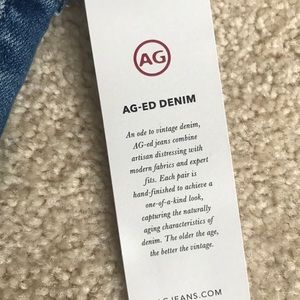 AG
AG-ED DENIM
An ode to vintage denim,
AG-ed jeans combine
artisan distressing with
modern fabrics and expert
fits. Each pair is
hand-finished to achieve a
one-of-a-kind look,
capturing the naturally
aging characteristics of
denim. The older the age,
the better the vintage.
JEANS.COM